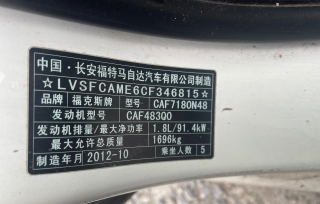 中国·长安福特马自达汽车有限公司制造
☆LVSFCAME6CF346815☆
品牌 福克斯牌 型号 CAF7180N48
发动机型号 CAF483Q0
发动机排量/最大净功率 1.8L/91.4kW
最大允许总质量 1696kg
制造年月 2012-10 乘坐人数 5